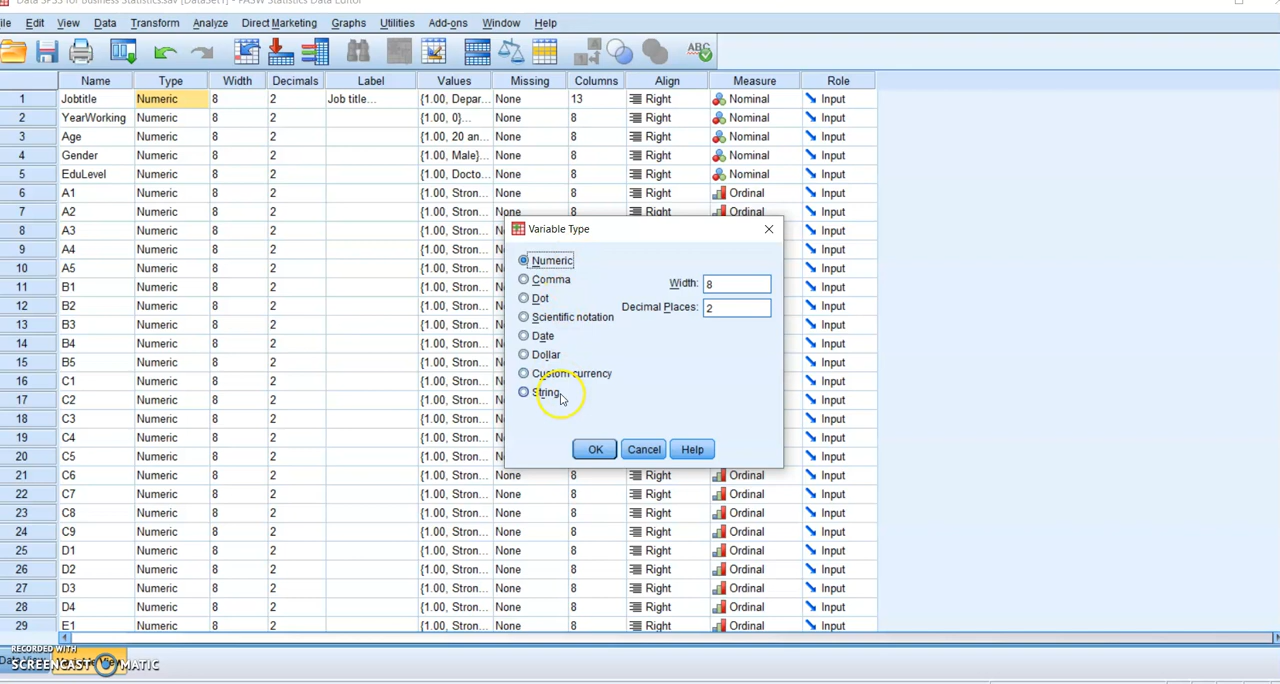 Data SPSS for Business Statistics.sav [DataSet1] - PASW Statistics Data Editor
ile Edit View Data Transform Analyze Direct Marketing Graphs Utilities Add-ons Window Help
ABC
Name Type Width Decimals Label Values Missing Columns Align Measure Role
1 Jobtitle Numeric 8 2 Job title... {1.00, Depar... None 13 Right Nominal Input
2 YearWorking Numeric 8 2 {1.00, 0}... None 8 Right Nominal Input
3 Age Numeric 8 2 {1.00, 20 an... None 8 Right Nominal Input
4 Gender Numeric 8 2 {1.00, Male}... None 8 Right Nominal Input
5 EduLevel Numeric 8 2 {1.00, Docto... None 8 Right Nominal Input
6 A1 Numeric 8 2 {1.00, Stron... None 8 Right Ordinal Input
7 A2 Numeric 8 2 {1.00, Stron... None 8 Right Ordinal Input
8 A3 Numeric 8 2 {1.00, Stron... Input
9 A4 Numeric 8 2 {1.00, Stron... Input
10 A5 Numeric 8 2 {1.00, Stron... Input
11 B1 Numeric 8 2 {1.00, Stron... Input
12 B2 Numeric 8 2 {1.00, Stron... Input
13 B3 Numeric 8 2 {1.00, Stron... Input
14 B4 Numeric 8 2 {1.00, Stron... Input
15 B5 Numeric 8 2 {1.00, Stron... Input
16 C1 Numeric 8 2 {1.00, Stron... Input
17 C2 Numeric 8 2 {1.00, Stron... Input
18 C3 Numeric 8 2 {1.00, Stron... Input
19 C4 Numeric 8 2 {1.00, Stron... Input
20 C5 Numeric 8 2 {1.00, Stron... Input
21 C6 Numeric 8 2 {1.00, Stron... None 8 Right Ordinal Input
22 C7 Numeric 8 2 {1.00, Stron... None 8 Right Ordinal Input
23 C8 Numeric 8 2 {1.00, Stron... None 8 Right Ordinal Input
24 C9 Numeric 8 2 {1.00, Stron... None 8 Right Ordinal Input
25 D1 Numeric 8 2 {1.00, Stron... None 8 Right Ordinal Input
26 D2 Numeric 8 2 {1.00, Stron... None 8 Right Ordinal Input
27 D3 Numeric 8 2 {1.00, Stron... None 8 Right Ordinal Input
28 D4 Numeric 8 2 {1.00, Stron... None 8 Right Ordinal Input
29 E1 Numeric 8 2 {1.00, Stron... None 8 Right Ordinal Input
Variable Type
Numeric
Comma
Width: 8
Dot
Decimal Places: 2
Scientific notation
Date
Dollar
Custom currency
String
OK Cancel Help
RECORDED WITH
SCREENCAST MATIC